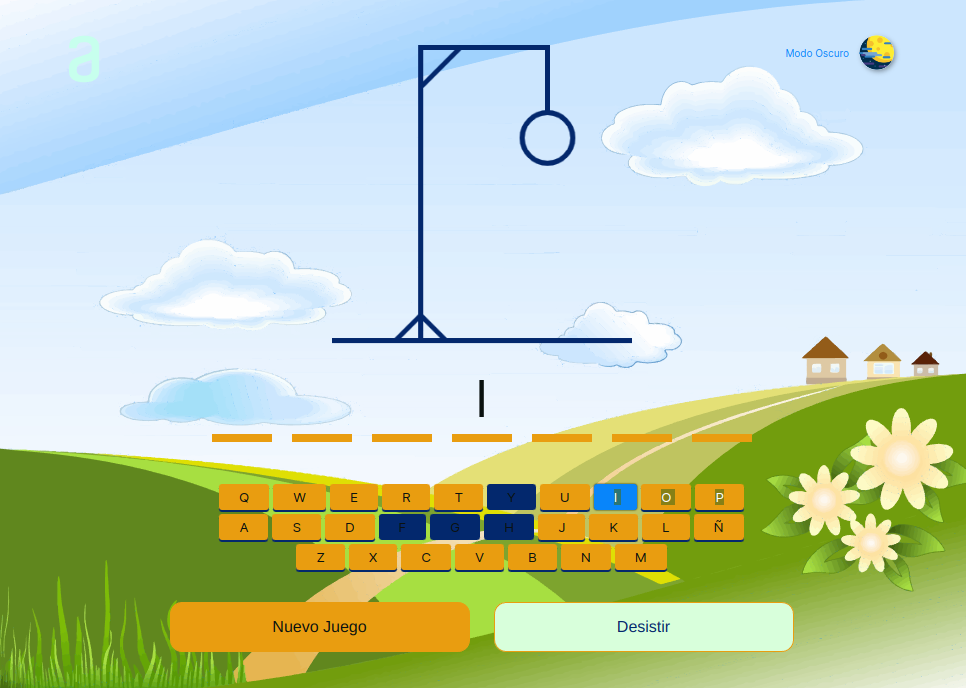 a
Modo Oscuro
I
Q W E R T Y U I O P
A S D F G H J K L Ñ
Z X C V B N M
Nuevo Juego Desistir